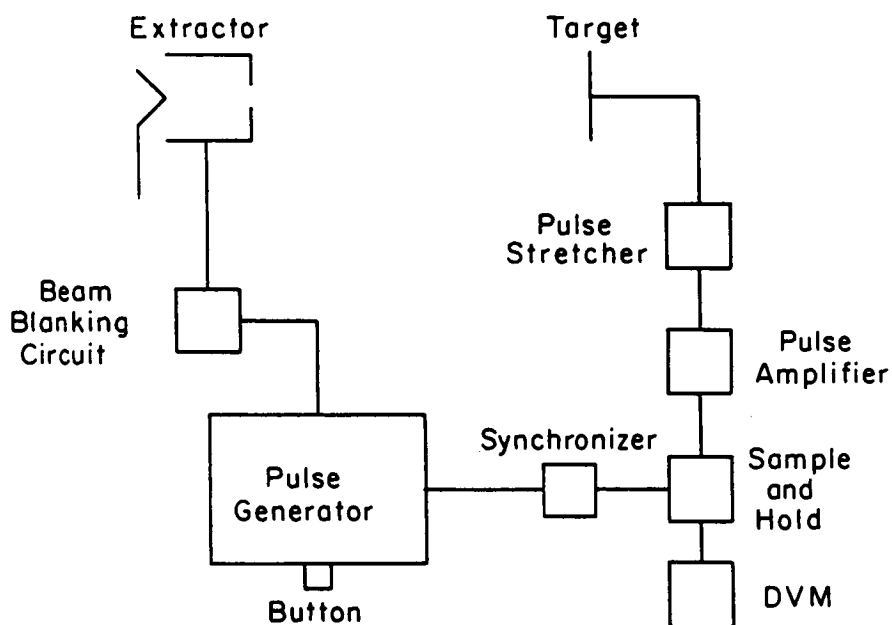 Extractor
Target
Pulse
Stretcher
Beam
Blanking
Circuit
Pulse
Amplifier
Synchronizer
Sample
and
Hold
Pulse
Generator
DVM
Button